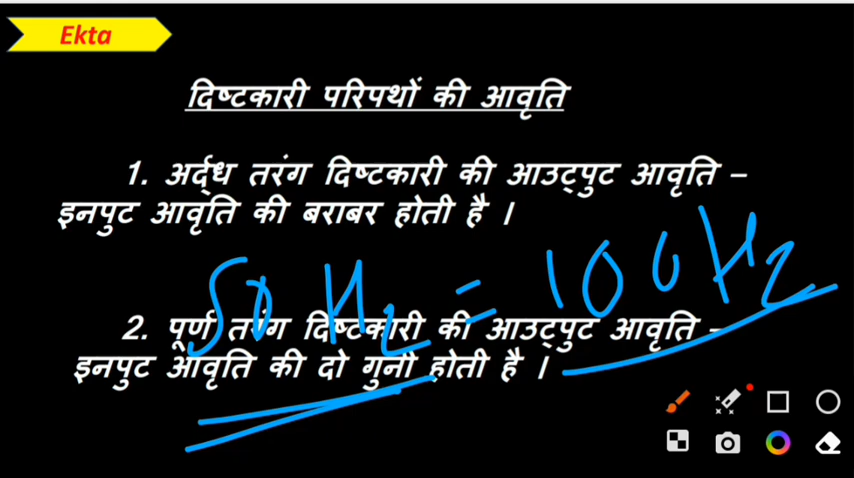 Ekta
दिष्टकारी परिपथों की आवृति
1. अर्द्ध तरंग दिष्टकारी की आउट्पुट आवृति –
इनपुट आवृति की बराबर होती है ।
50 Hz = 100 Hz
2. पूर्ण तरंग दिष्टकारी की आउट्पुट आवृति –
इनपुट आवृति की दो गुनी होती है ।